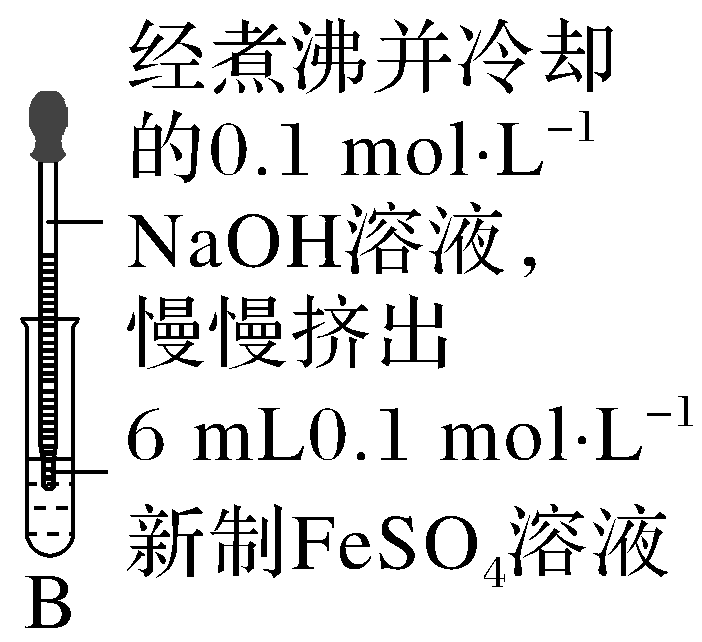 经煮沸并冷却
的0.1 mol·L⁻¹
NaOH溶液，
慢慢挤出
6 mL0.1 mol·L⁻¹
新制FeSO₄溶液
B